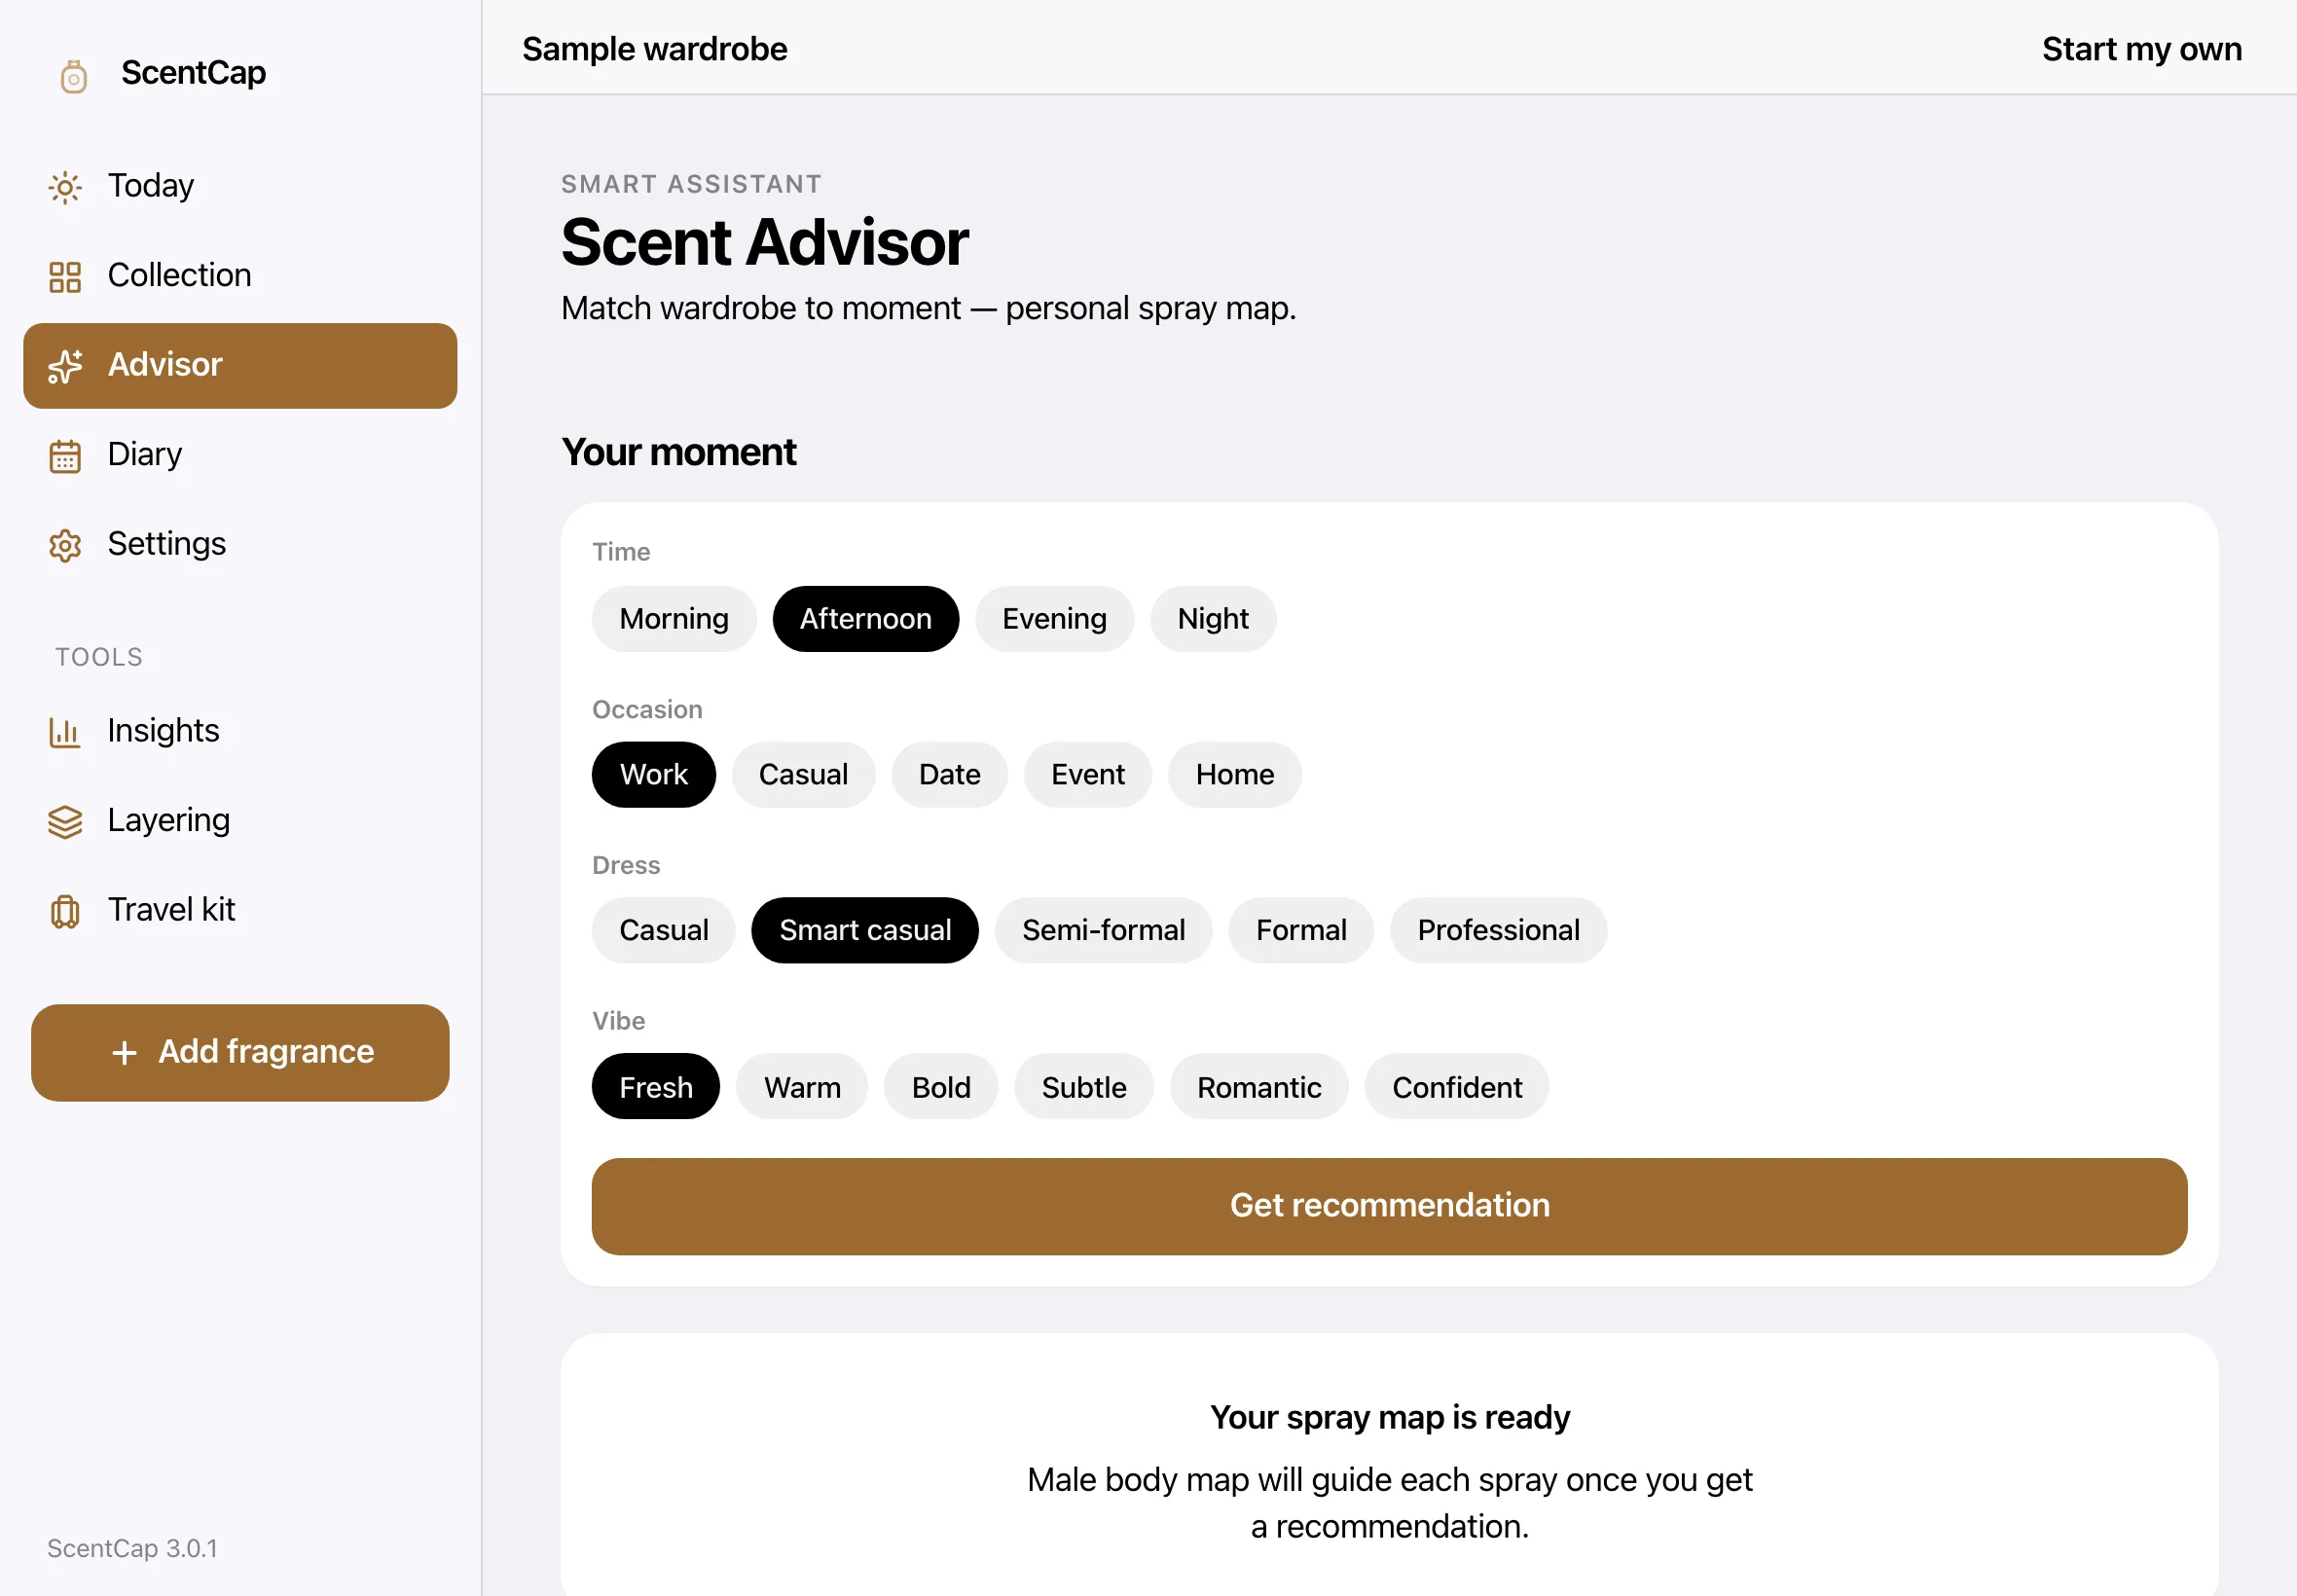 ScentCap
Today
Collection
Advisor
Diary
Settings
TOOLS
Insights
Layering
Travel kit
Add fragrance
ScentCap 3.0.1
Sample wardrobe
Start my own
SMART ASSISTANT
Scent Advisor
Match wardrobe to moment — personal spray map.
Your moment
Time
Morning Afternoon Evening Night
Occasion
Work Casual Date Event Home
Dress
Casual Smart casual Semi-formal Formal Professional
Vibe
Fresh Warm Bold Subtle Romantic Confident
Get recommendation
Your spray map is ready
Male body map will guide each spray once you get
a recommendation.